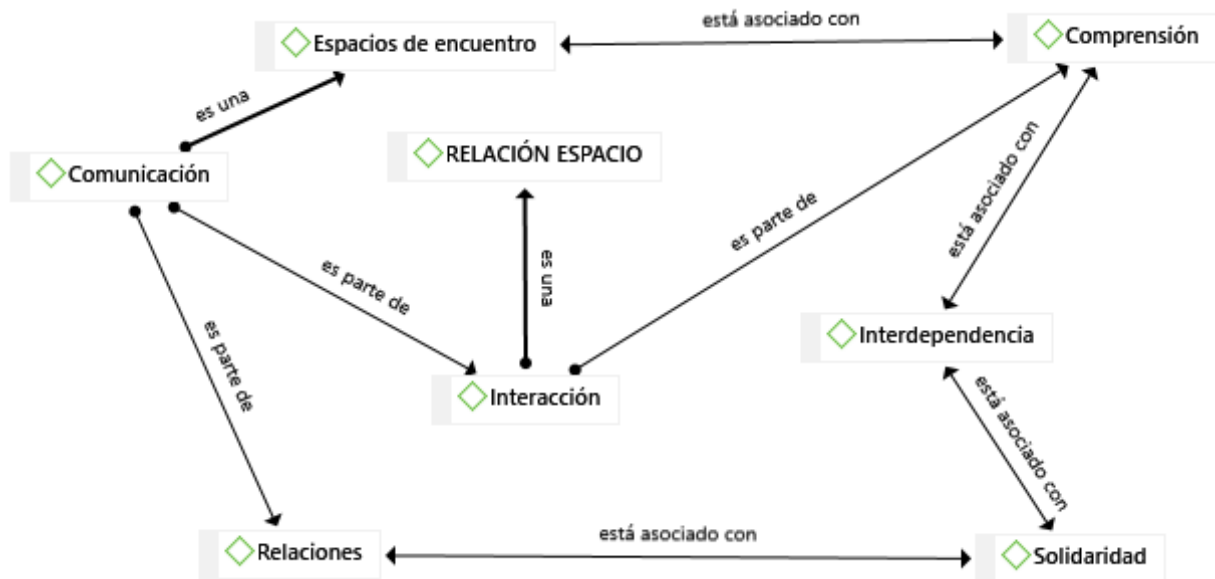 está asociado con
Espacios de encuentro
Comprensión
es una
RELACIÓN ESPACIO
Comunicación
está asociado con
es parte de
es una
es parte de
es parte de
Interdependencia
Interacción
está asociado con
Relaciones
está asociado con
Solidaridad